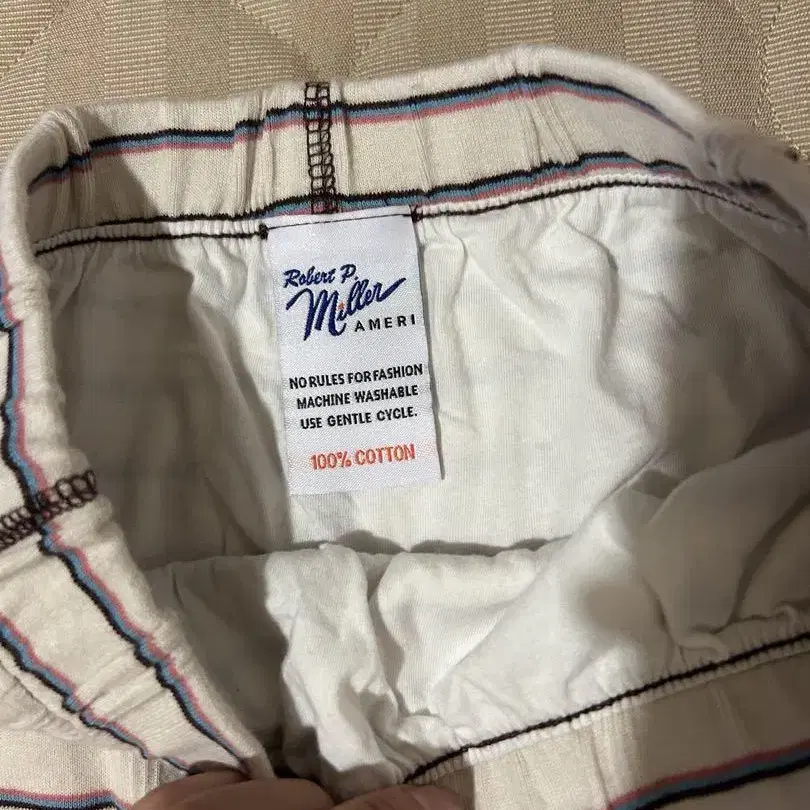 Robert P.
Miller
AMERI
NO RULES FOR FASHION
MACHINE WASHABLE
USE GENTLE CYCLE.
100% COTTON